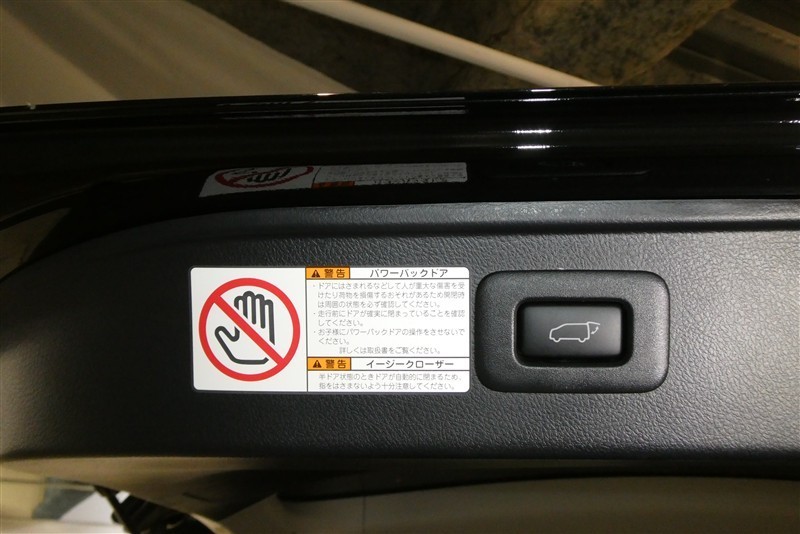 警告 パワーバックドア
・ドアにはさまれるなどして人が重大な傷害を受
けたり荷物を損傷するおそれがあるため開閉時
は周囲の状態を必ず確認してください。
・走行前にドアが確実に閉まっていることを確認
してください。
・お子様にパワーバックドアの操作をさせないで
ください。
詳しくは取扱書をご覧ください。
警告 イージークローザー
半ドア状態のときドアが自動的に閉まるため、
指をはさまないよう十分注意してください。